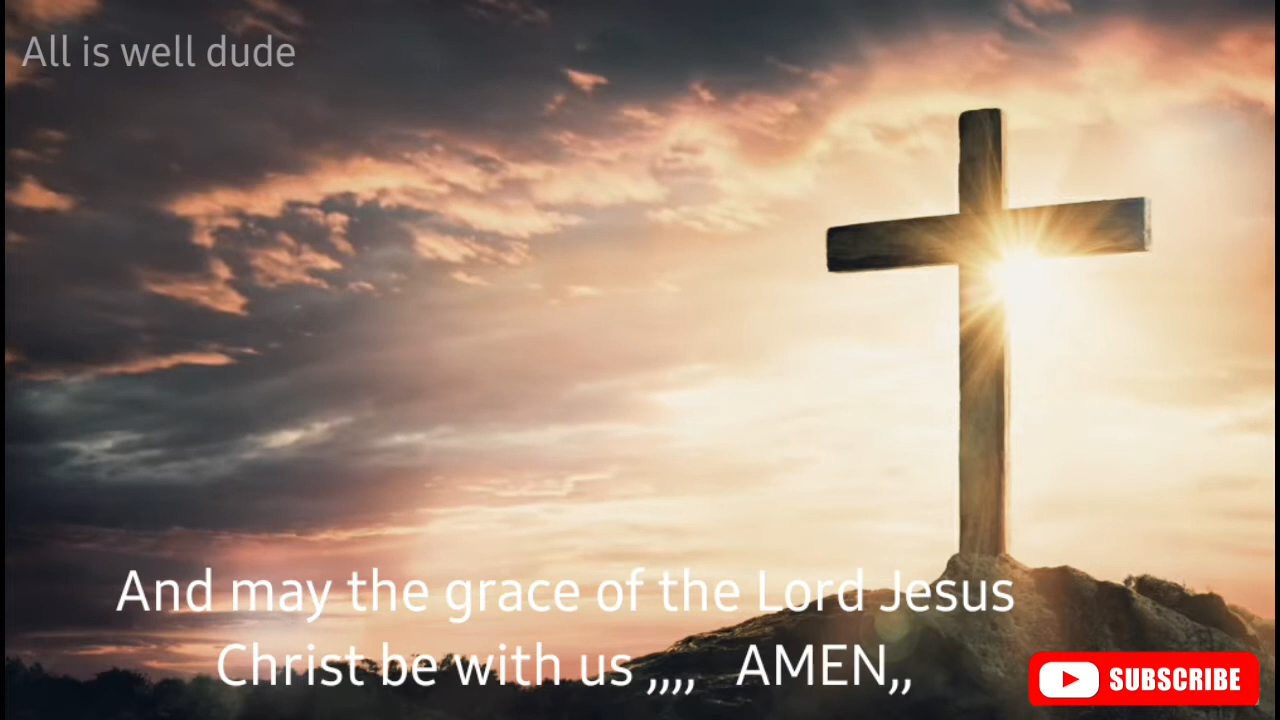 All is well dude
And may the grace of the Lord Jesus
Christ be with us ,,,, AMEN,,
SUBSCRIBE